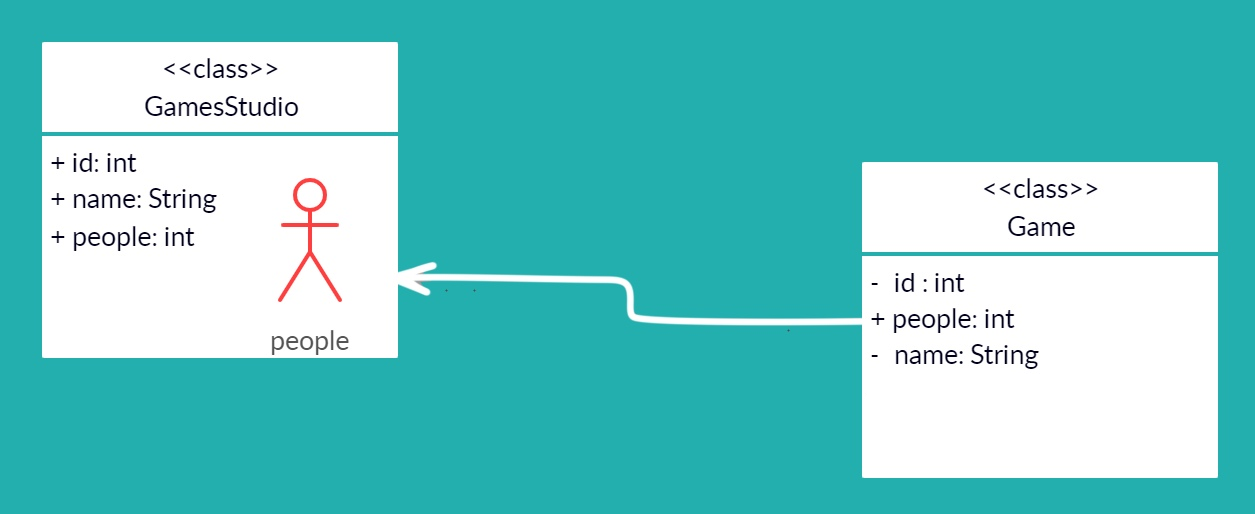 <<class>>
GamesStudio
+ id: int
+ name: String
+ people: int
people
<<class>>
Game
- id : int
+ people: int
- name: String